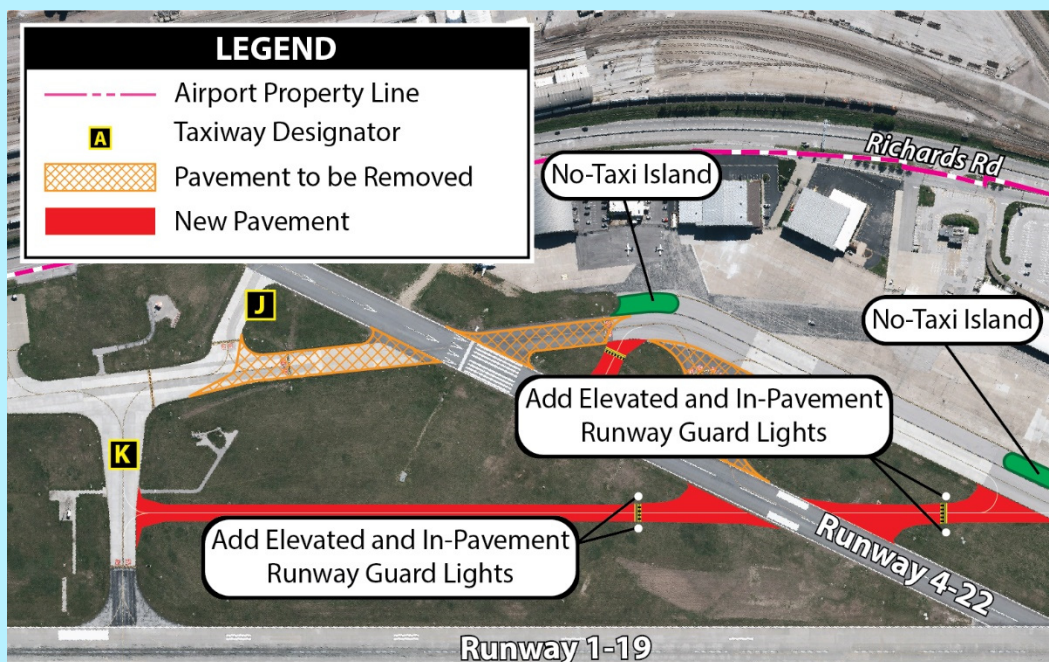 LEGEND
Airport Property Line
A
Taxiway Designator
Pavement to be Removed
New Pavement
Richards Rd
No-Taxi Island
J
No-Taxi Island
Add Elevated and In-Pavement
Runway Guard Lights
K
Add Elevated and In-Pavement
Runway Guard Lights
Runway 4-22
Runway 1-19